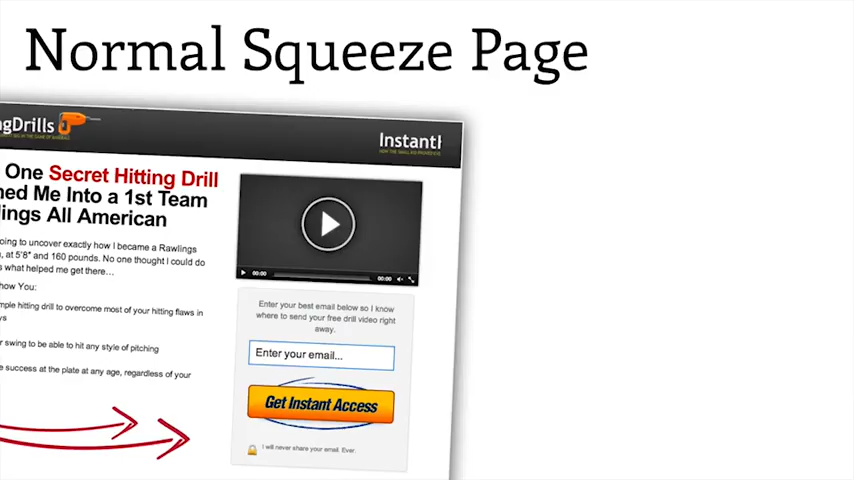 Normal Squeeze Page
ngDrills
One Secret Hitting Drill
ned Me Into a 1st Team
lings All American
oing to uncover exactly how I became a Rawlings
, at 5'8" and 160 pounds. No one thought I could do
s what helped me get there…
how You:
mple hitting drill to overcome most of your hitting flaws in
ys
r swing to be able to hit any style of pitching
e success at the plate at any age, regardless of your
Instant
00:00 00:00
Enter your best email below so I know
where to send your free drill video right
away.
Enter your email...
Get Instant Access
I will never share your email. Ever.